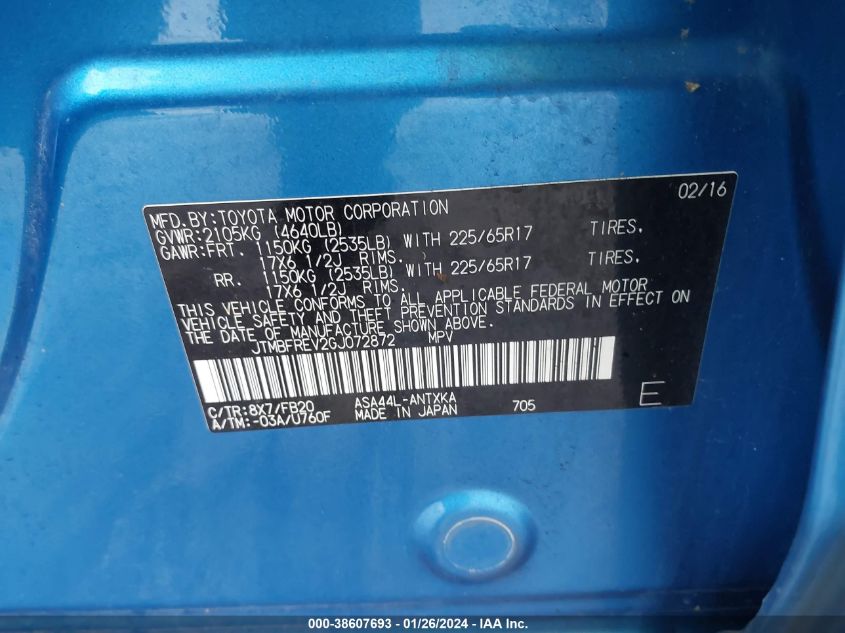 02/16
MFD.BY:TOYOTA MOTOR CORPORATION
GVWR:2105KG (4640LB)
GAWR:FRT. 1150KG (2535LB) WITH 225/65R17 TIRES.
17X6 1/2J RIMS.
RR. 1150KG (2535LB) WITH 225/65R17 TIRES.
17X6 1/2J RIMS.
THIS VEHICLE CONFORMS TO ALL APPLICABLE FEDERAL MOTOR
VEHICLE SAFETY AND THEFT PREVENTION STANDARDS IN EFFECT ON
THE DATE OF MANUFACTURE SHOWN ABOVE.
JTMBFREV2GJ072872 MPV
C/TR:8X7/FB20 ASA44L-ANTXKA
A/TM:-03A/U760F MADE IN JAPAN 705 E
000-38607693 - 01/26/2024 - IAA Inc.